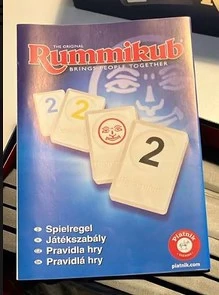 THE ORIGINAL
Rummikub
BRINGS PEOPLE TOGETHER
2 2
2
Spielregel
Játékszabály
Pravidla hry
Pravidlá hry
Piatnik
piatnik.com